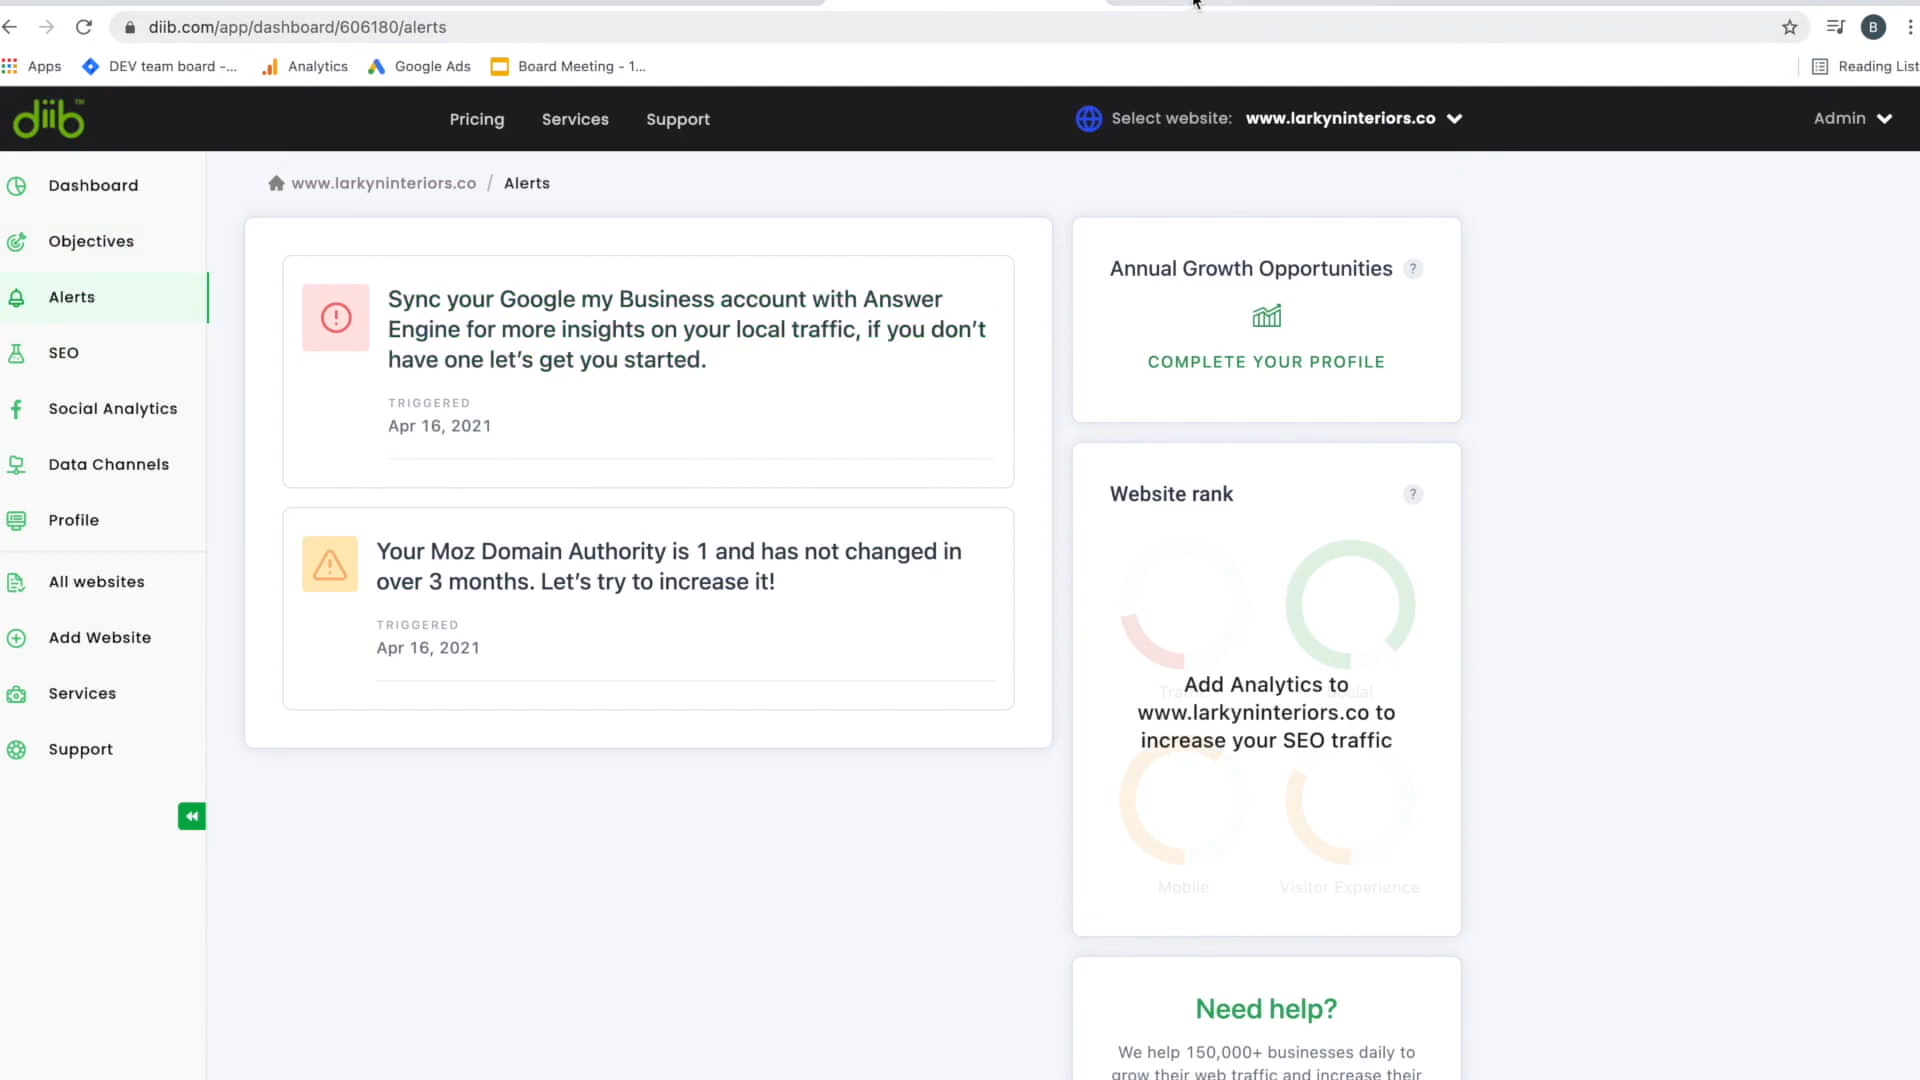 diib.com/app/dashboard/606180/alerts
B
Apps
DEV team board -...
Analytics
Google Ads
Board Meeting - 1...
Reading List
diib™
Pricing
Services
Support
Select website: www.larkyninteriors.co
Admin
Dashboard
Objectives
Alerts
SEO
Social Analytics
Data Channels
Profile
All websites
Add Website
Services
Support
www.larkyninteriors.co / Alerts
Sync your Google my Business account with Answer
Engine for more insights on your local traffic, if you don’t
have one let’s get you started.
TRIGGERED
Apr 16, 2021
Your Moz Domain Authority is 1 and has not changed in
over 3 months. Let’s try to increase it!
TRIGGERED
Apr 16, 2021
Annual Growth Opportunities ?
COMPLETE YOUR PROFILE
Website rank ?
Add Analytics to
www.larkyninteriors.co to
increase your SEO traffic
Mobile
Visitor Experience
Need help?
We help 150,000+ businesses daily to
grow their web traffic and increase their